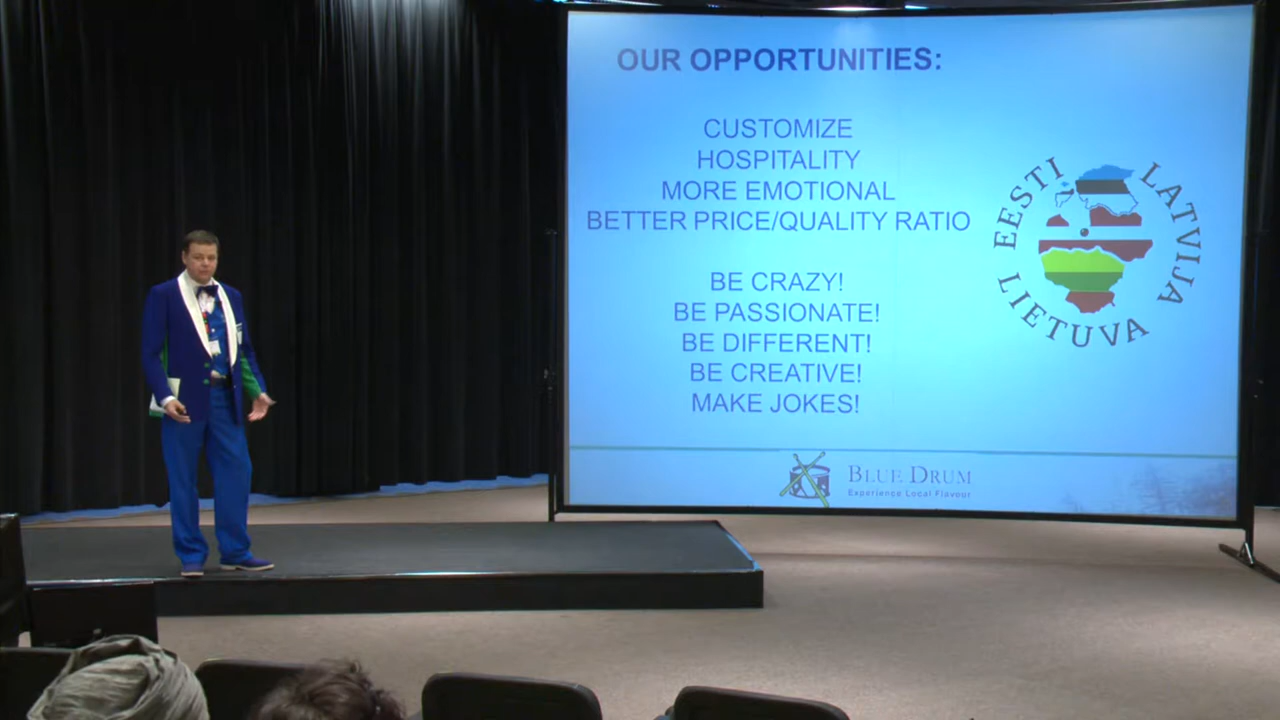 OUR OPPORTUNITIES:
CUSTOMIZE
HOSPITALITY
MORE EMOTIONAL
BETTER PRICE/QUALITY RATIO
BE CRAZY!
BE PASSIONATE!
BE DIFFERENT!
BE CREATIVE!
MAKE JOKES!
EESTI
LATVIJA
LIETUVA
BLUE DRUM
Experience Local Flavour